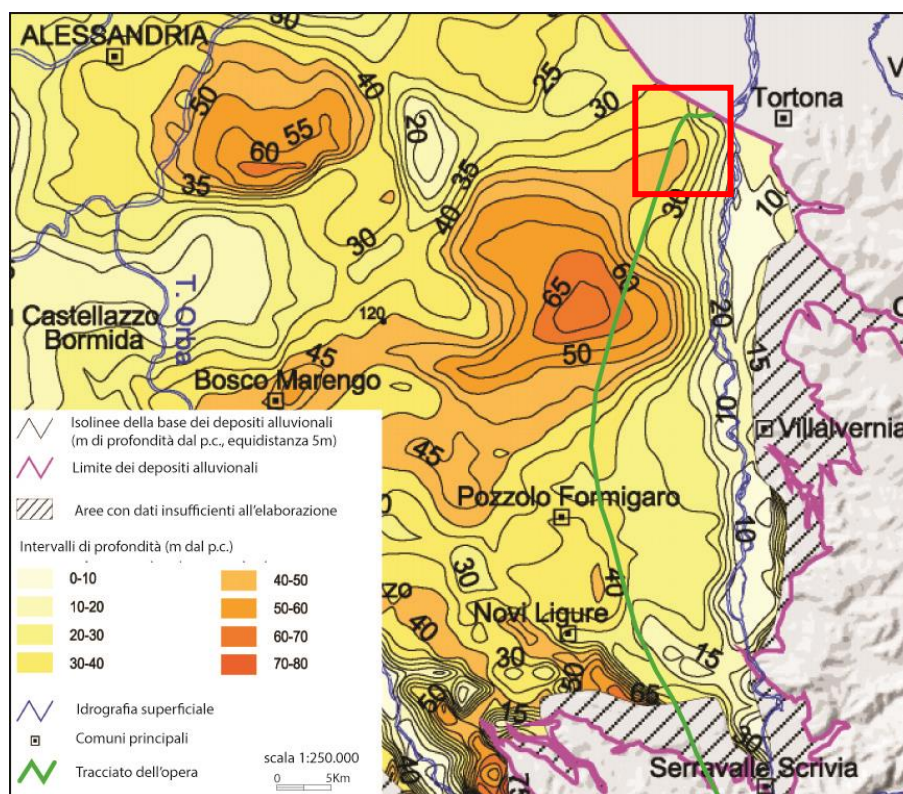 30
ALESSANDRIA
50
40
25
30
Tortona
V
20
55
60
35
35
40
30
10
30
65
60
T. Orba
Castellazzo
Bormida
120
20
50
45
Bosco Marengo
15
10
Villalvernia
45
Pozzolo Formigaro
10
30
40
zzo
Novi Ligure
40
30
50
65
15
50
15
30
40
Serravalle Scrivia
Isolinee della base dei depositi alluvionali
(m di profondità dal p.c., equidistanza 5m)
Limite dei depositi alluvionali
Aree con dati insufficienti all'elaborazione
Intervalli di profondità (m dal p.c.)
0-10
40-50
10-20
50-60
20-30
60-70
30-40
70-80
Idrografia superficiale
Comuni principali
Tracciato dell'opera
scala 1:250.000
0 5Km